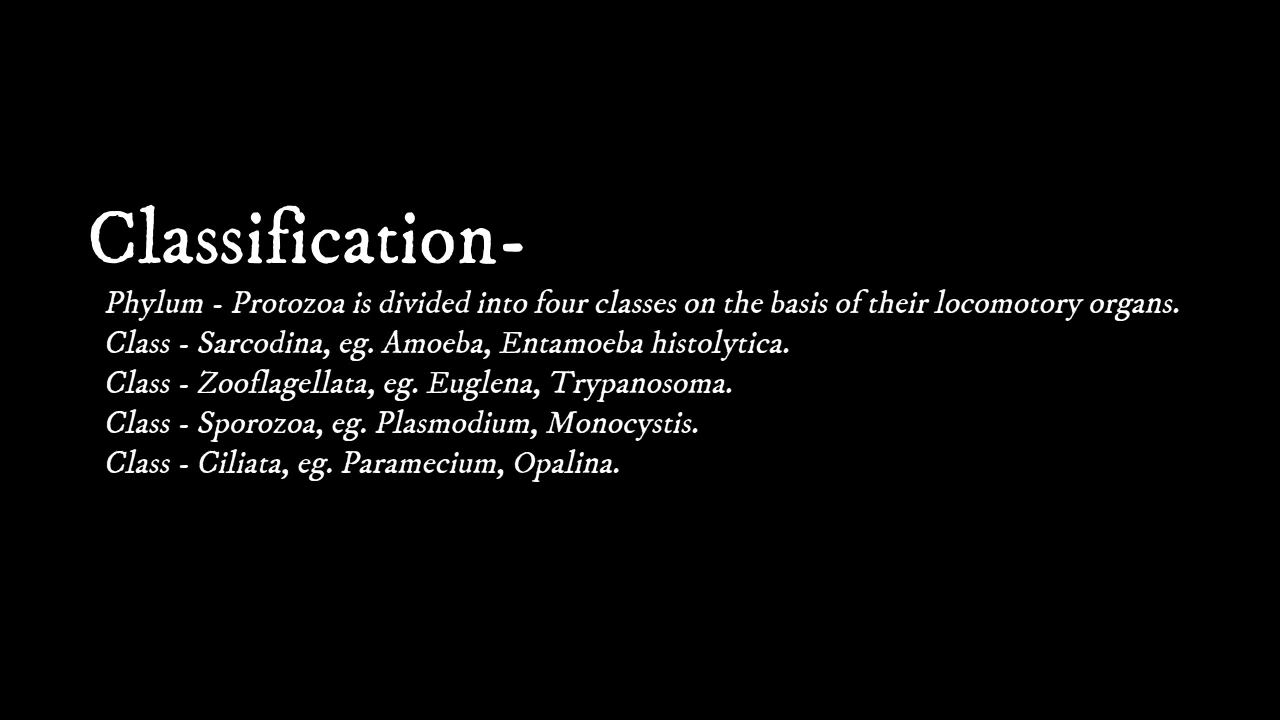 Classification-
Phylum - Protozoa is divided into four classes on the basis of their locomotory organs.
Class - Sarcodina, eg. Amoeba, Entamoeba histolytica.
Class - Zooflagellata, eg. Euglena, Trypanosoma.
Class - Sporozoa, eg. Plasmodium, Monocystis.
Class - Ciliata, eg. Paramecium, Opalina.